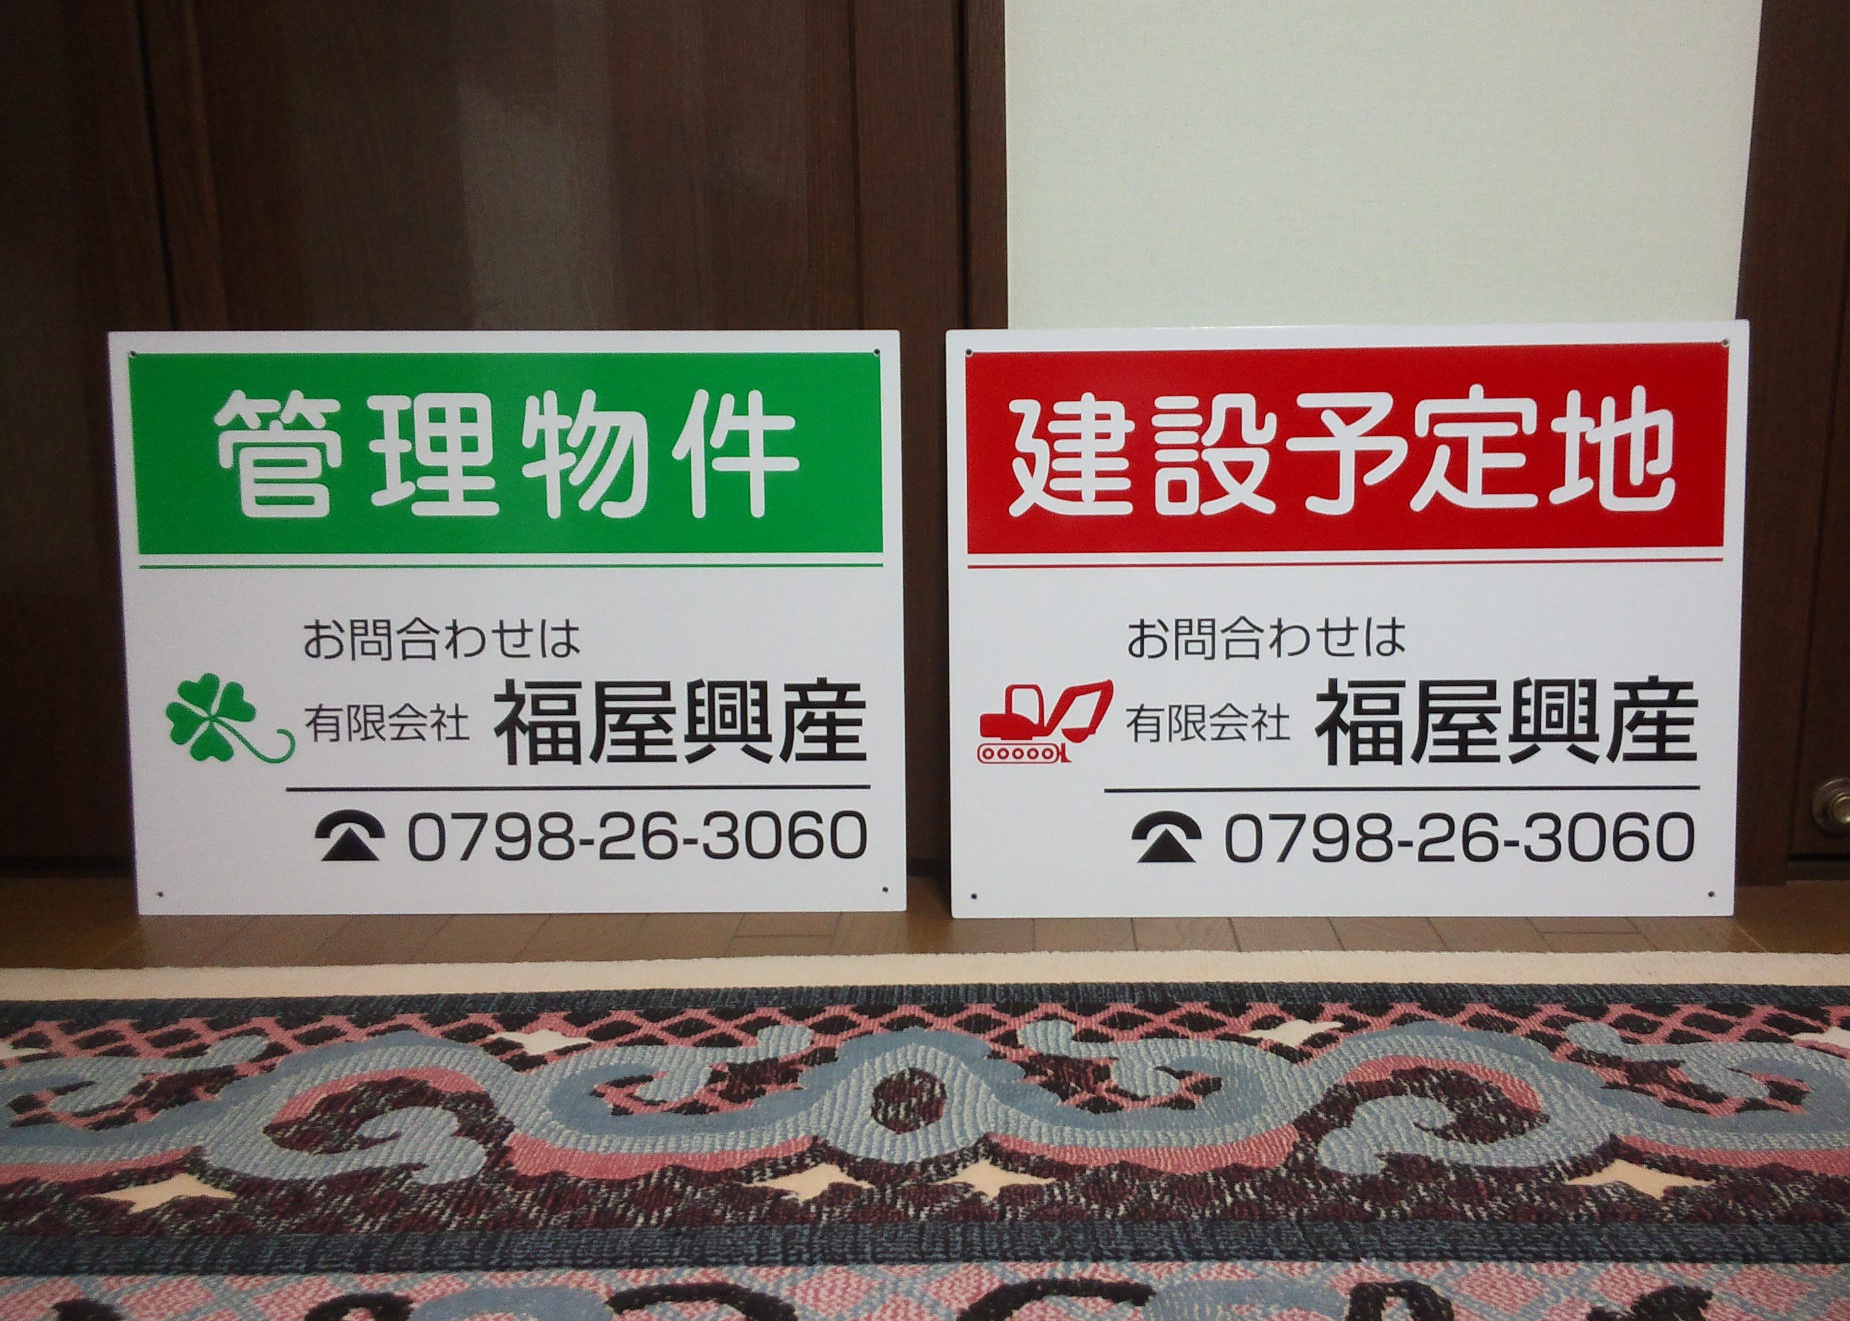 管理物件
お問合わせは
有限会社 福屋興産
0798-26-3060
建設予定地
お問合わせは
有限会社 福屋興産
0798-26-3060